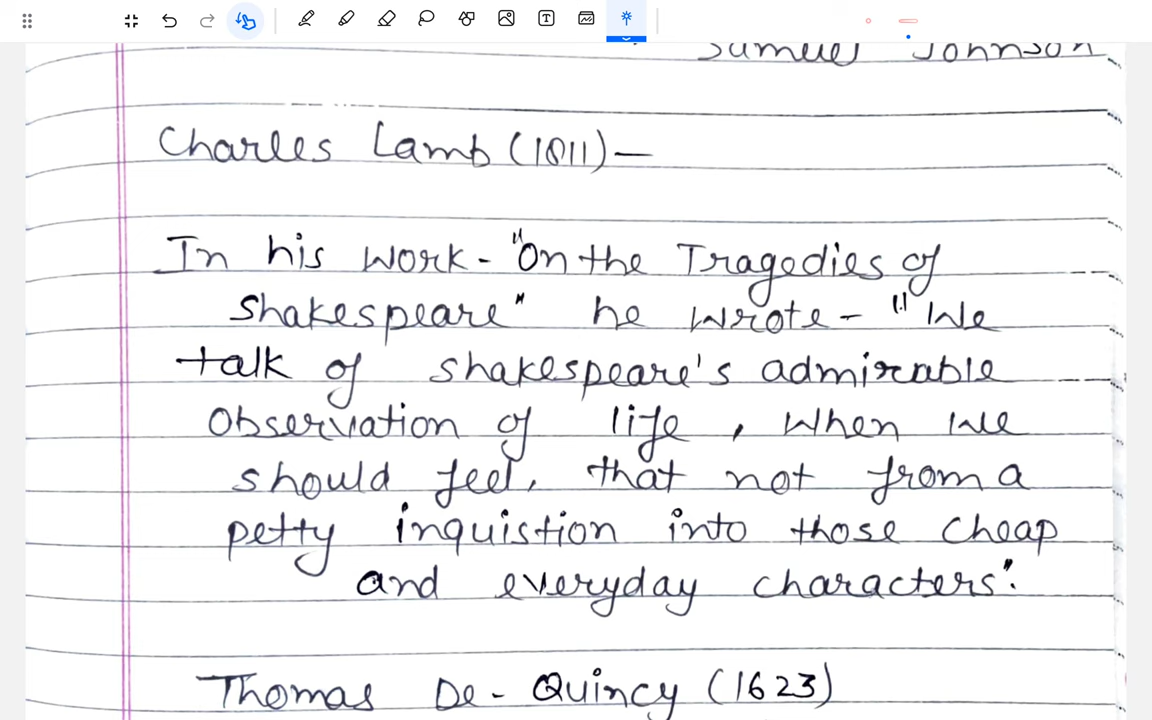 Samuel Johnson
Charles Lamb (1811) —
In his work - "On the Tragedies of
Shakespeare" he wrote - "We
talk of shakespeare's admirable
Observation of life, when we
should feel, that not from a
petty inquistion into those cheap
and everyday characters".
Thomas De-Quincy (1623)